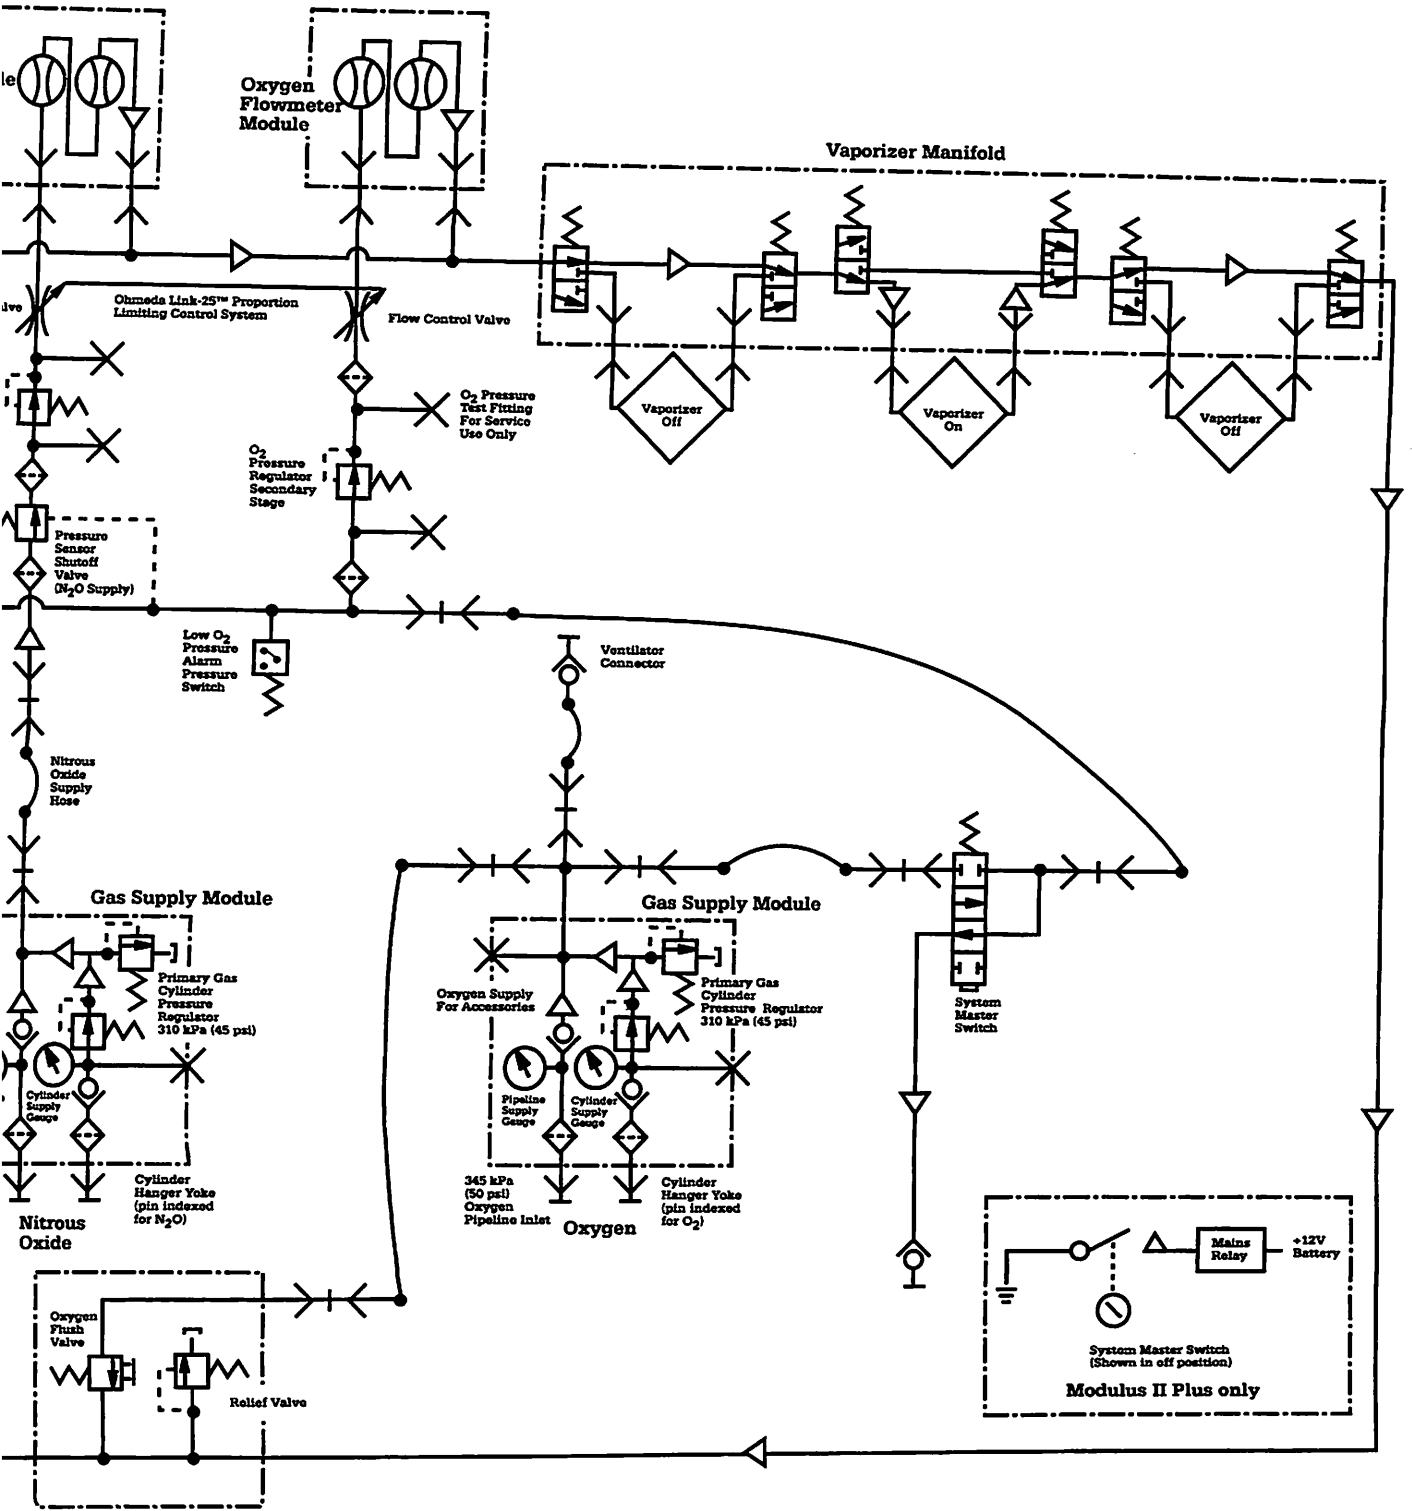 le
Oxygen
Flowmeter
Module
Vaporizer Manifold
lve
Ohmeda Link-25™ Proportion
Limiting Control System
Flow Control Valve
O2 Pressure
Test Fitting
For Service
Use Only
Vaporizer
Off
Vaporizer
On
Vaporizer
Off
O2
Pressure
Regulator
Secondary
Stage
Pressure
Sensor
Shutoff
Valve
(N2O Supply)
Low O2
Pressure
Alarm
Pressure
Switch
Ventilator
Connector
Nitrous
Oxide
Supply
Hose
Gas Supply Module
Gas Supply Module
Primary Gas
Cylinder
Pressure
Regulator
310 kPa (45 psi)
Oxygen Supply
For Accessories
Primary Gas
Cylinder
Pressure Regulator
310 kPa (45 psi)
System
Master
Switch
Cylinder
Supply
Gauge
Pipeline
Supply
Gauge
Cylinder
Supply
Gauge
Cylinder
Hanger Yoke
(pin indexed
for N2O)
Nitrous
Oxide
345 kPa
(50 psi)
Oxygen
Pipeline Inlet
Oxygen
Cylinder
Hanger Yoke
(pin indexed
for O2)
Mains
Relay
+12V
Battery
System Master Switch
(Shown in off position)
Modulus II Plus only
Oxygen
Flush
Valve
Relief Valve